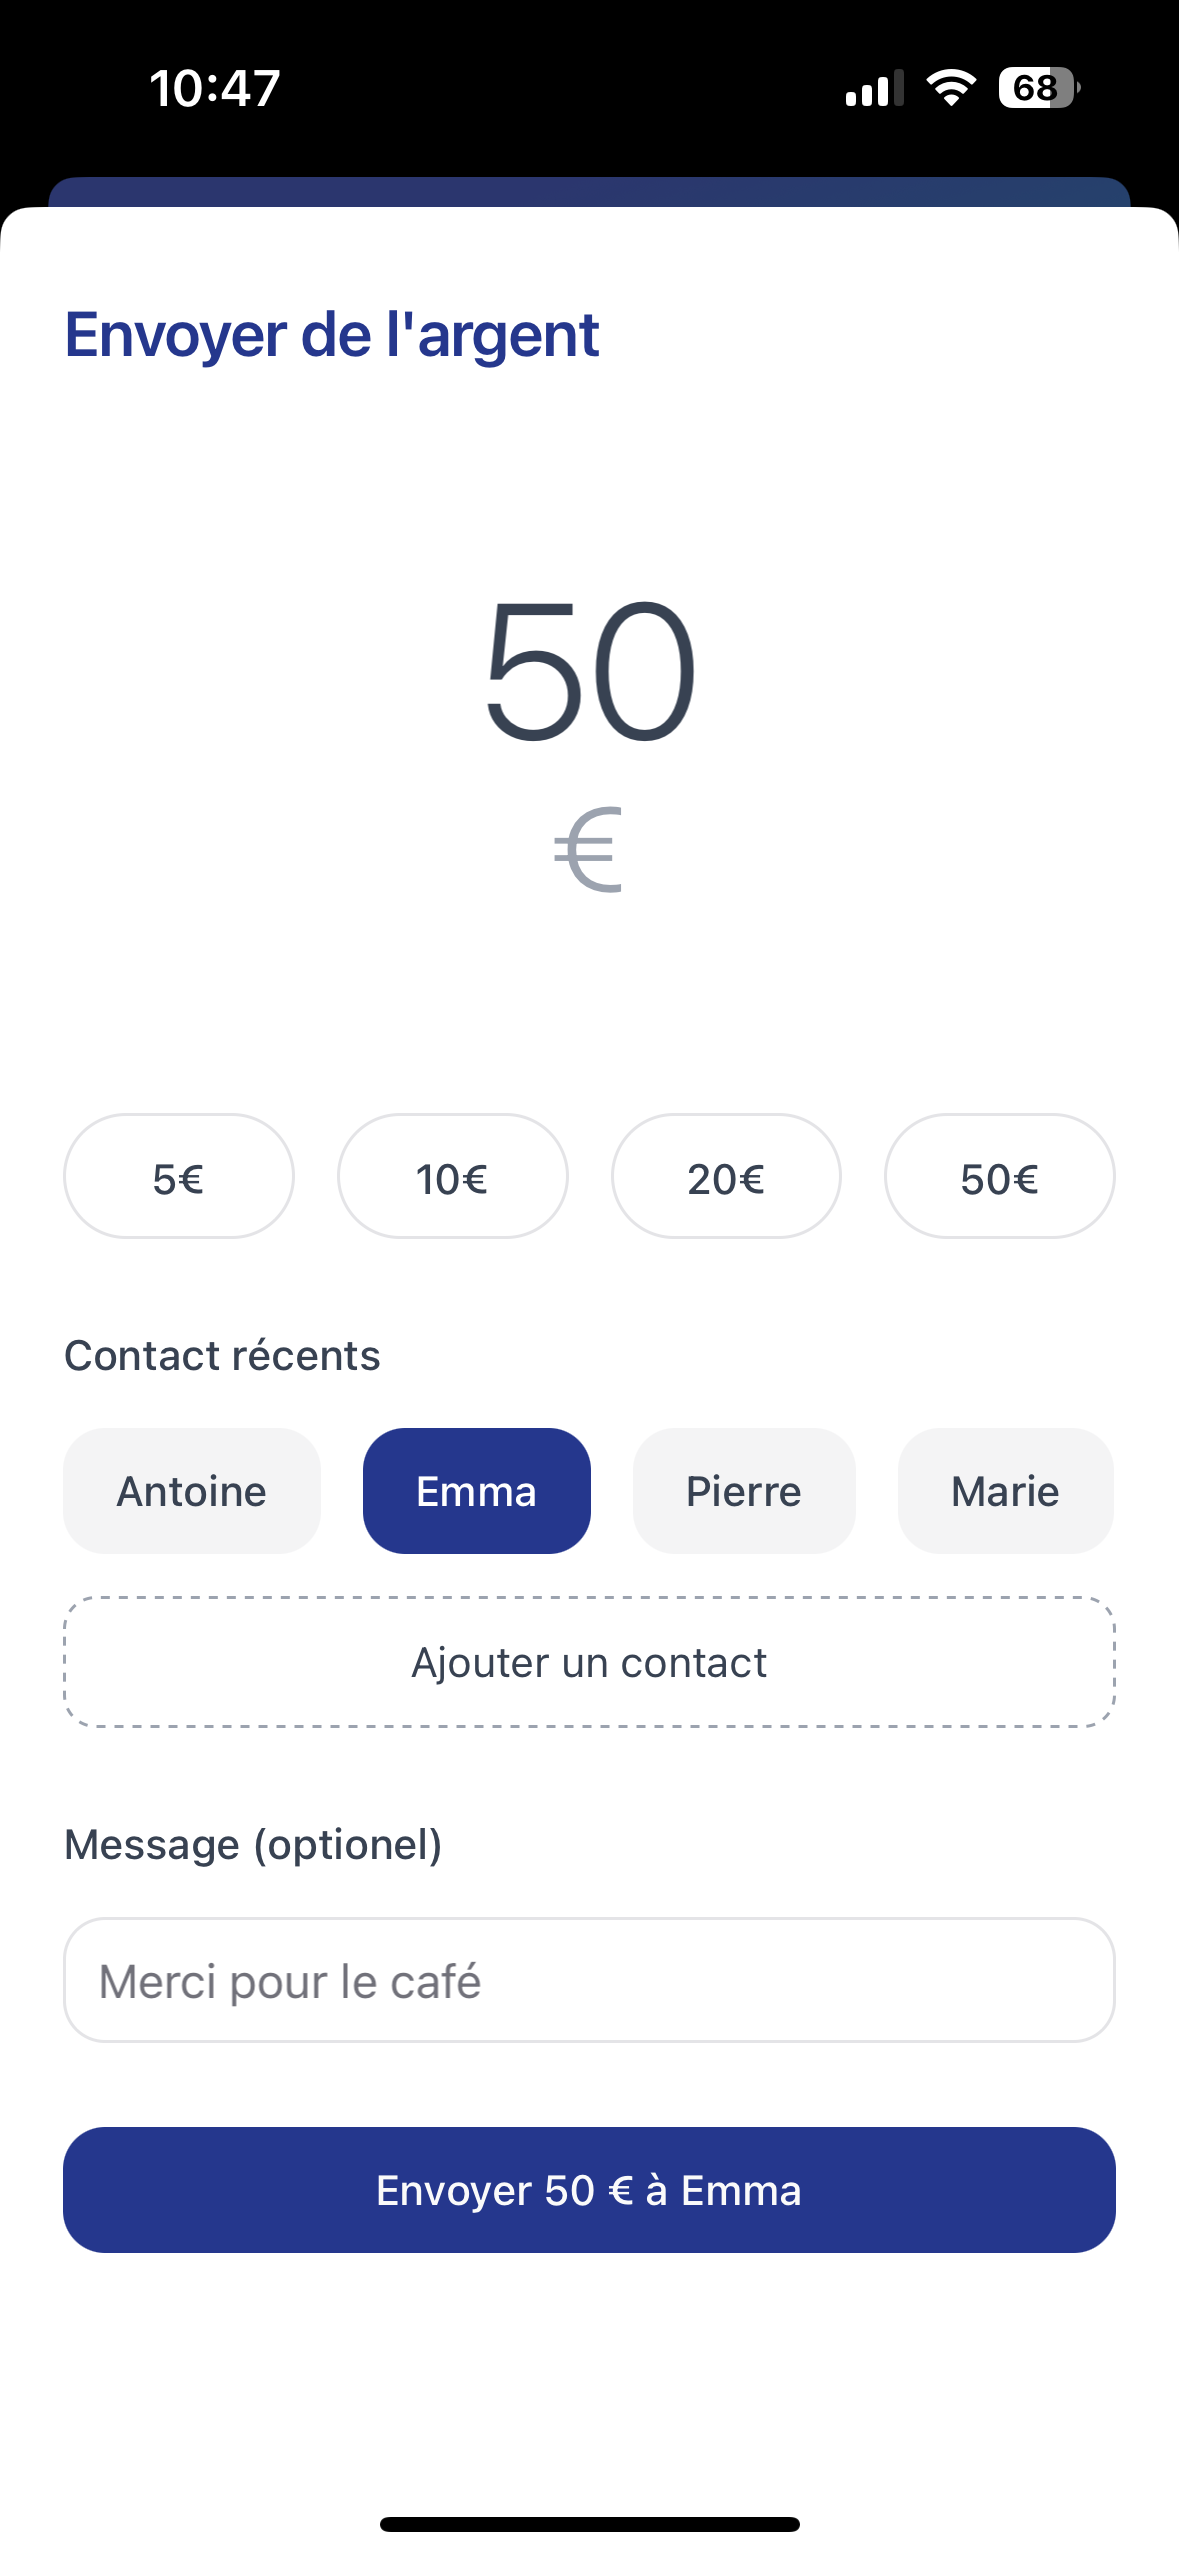 10:47
68
Envoyer de l'argent
50
€
5€ 10€ 20€ 50€
Contact récents
Antoine Emma Pierre Marie
Ajouter un contact
Message (optionel)
Merci pour le café
Envoyer 50 € à Emma